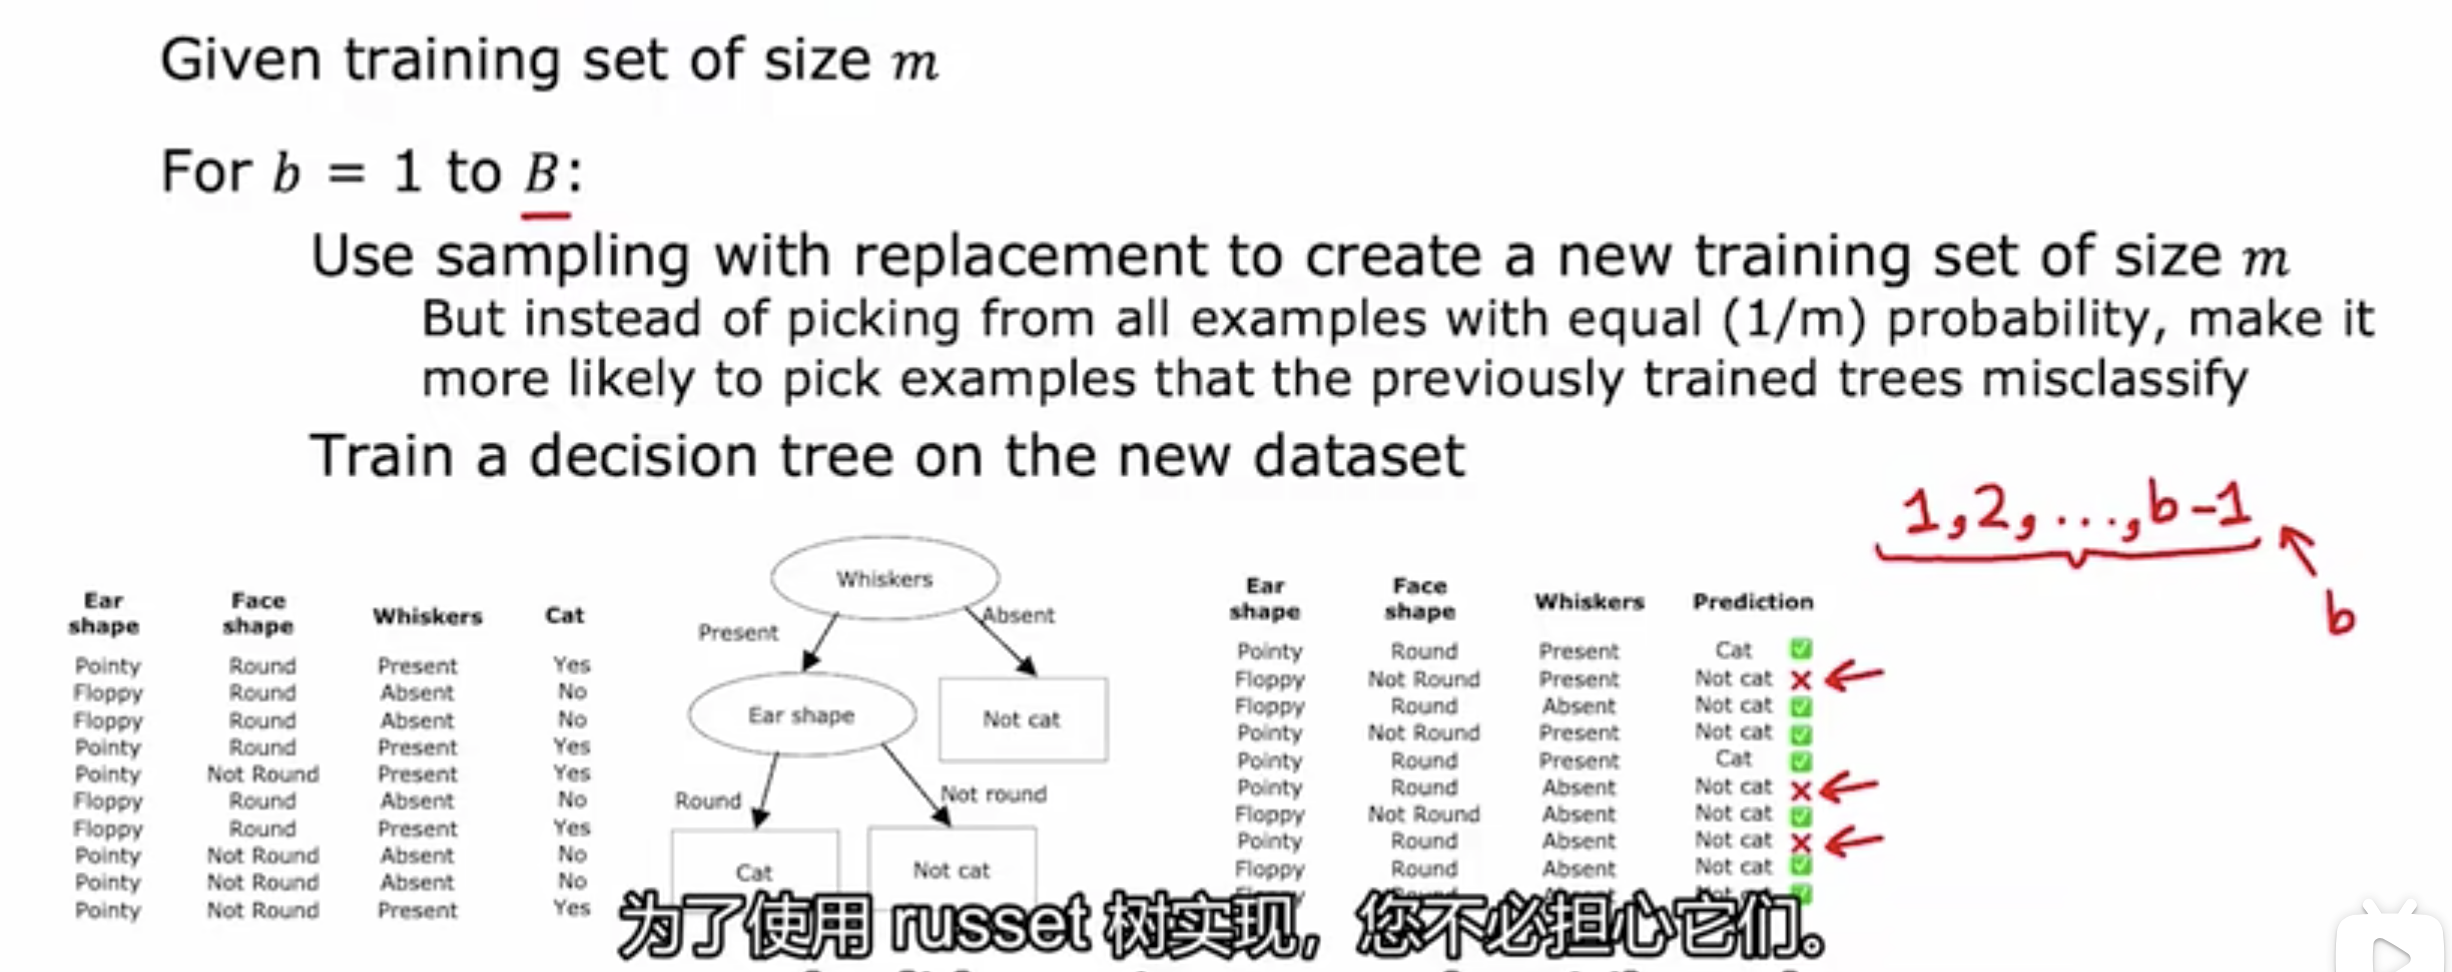 Given training set of size m
For b = 1 to B:
Use sampling with replacement to create a new training set of size m
But instead of picking from all examples with equal (1/m) probability, make it
more likely to pick examples that the previously trained trees misclassify
Train a decision tree on the new dataset
1,2,...,b-1
b
Ear shape Face shape Whiskers Cat
Pointy Round Present Yes
Floppy Round Absent No
Floppy Round Absent No
Pointy Round Present Yes
Pointy Not Round Present Yes
Floppy Round Absent No
Floppy Round Present Yes
Pointy Not Round Absent No
Pointy Not Round Absent No
Pointy Not Round Present Yes
Whiskers
Present
Absent
Ear shape
Not cat
Round
Not round
Cat
Not cat
Ear shape Face shape Whiskers Prediction
Pointy Round Present Cat ✅
Floppy Not Round Present Not cat ❌
Floppy Round Absent Not cat ✅
Pointy Not Round Present Not cat ✅
Pointy Round Present Cat ✅
Pointy Round Absent Not cat ❌
Floppy Not Round Absent Not cat ✅
Pointy Round Absent Not cat ❌
Floppy Round Absent Not cat ✅
为了使用 russet 树实现，您不必担心它们。